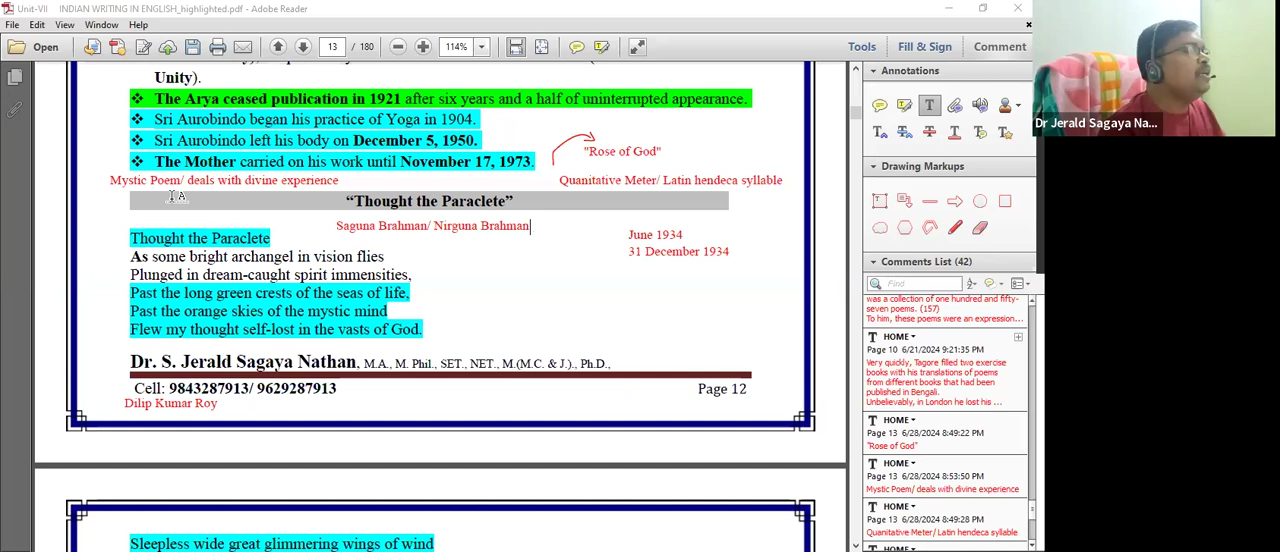 Unit-VII INDIAN WRITING IN ENGLISH_highlighted.pdf - Adobe Reader
File Edit View Window Help
Open 13 / 180 114% Tools Fill & Sign Comment
Unity).
❖ The Arya ceased publication in 1921 after six years and a half of uninterrupted appearance.
❖ Sri Aurobindo began his practice of Yoga in 1904.
❖ Sri Aurobindo left his body on December 5, 1950.
❖ The Mother carried on his work until November 17, 1973.
"Rose of God"
Mystic Poem/ deals with divine experience
Quanitative Meter/ Latin hendeca syllable
“Thought the Paraclete”
Saguna Brahman/ Nirguna Brahman
June 1934
31 December 1934
Thought the Paraclete
As some bright archangel in vision flies
Plunged in dream-caught spirit immensities,
Past the long green crests of the seas of life,
Past the orange skies of the mystic mind
Flew my thought self-lost in the vasts of God.
Dr. S. Jerald Sagaya Nathan, M.A., M. Phil., SET., NET., M.(M.C. & J.)., Ph.D.,
Cell: 9843287913/ 9629287913
Page 12
Dilip Kumar Roy
Sleepless wide great glimmering wings of wind
Annotations
Drawing Markups
Comments List (42)
Find
was a collection of one hundred and fifty-
seven poems. (157)
To him, these poems were an expression...
HOME
Page 10 6/21/2024 9:21:35 PM
Very quickly, Tagore filled two exercise
books with his translations of poems
from different books that had been
published in Bengali.
Unbelievably, in London he lost his ...
HOME
Page 13 6/28/2024 8:49:22 PM
"Rose of God"
HOME
Page 13 6/28/2024 8:53:50 PM
Mystic Poem/ deals with divine experience
HOME
Page 13 6/28/2024 8:49:28 PM
Quanitative Meter/ Latin hendeca syllable
HOME
Dr Jerald Sagaya Na...